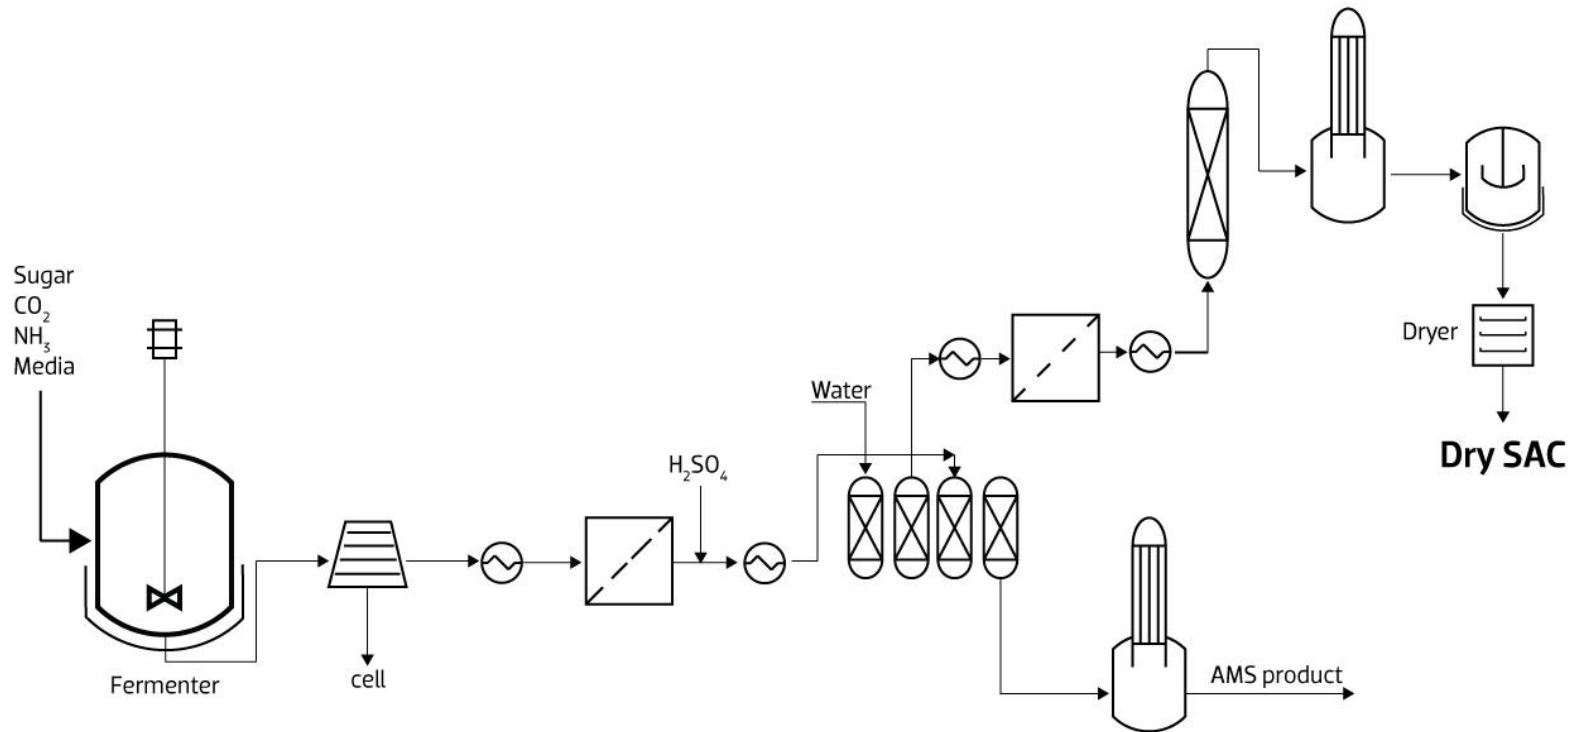 Sugar
CO₂
NH₃
Media
Fermenter
cell
H₂SO₄
Water
AMS product
Dryer
Dry SAC